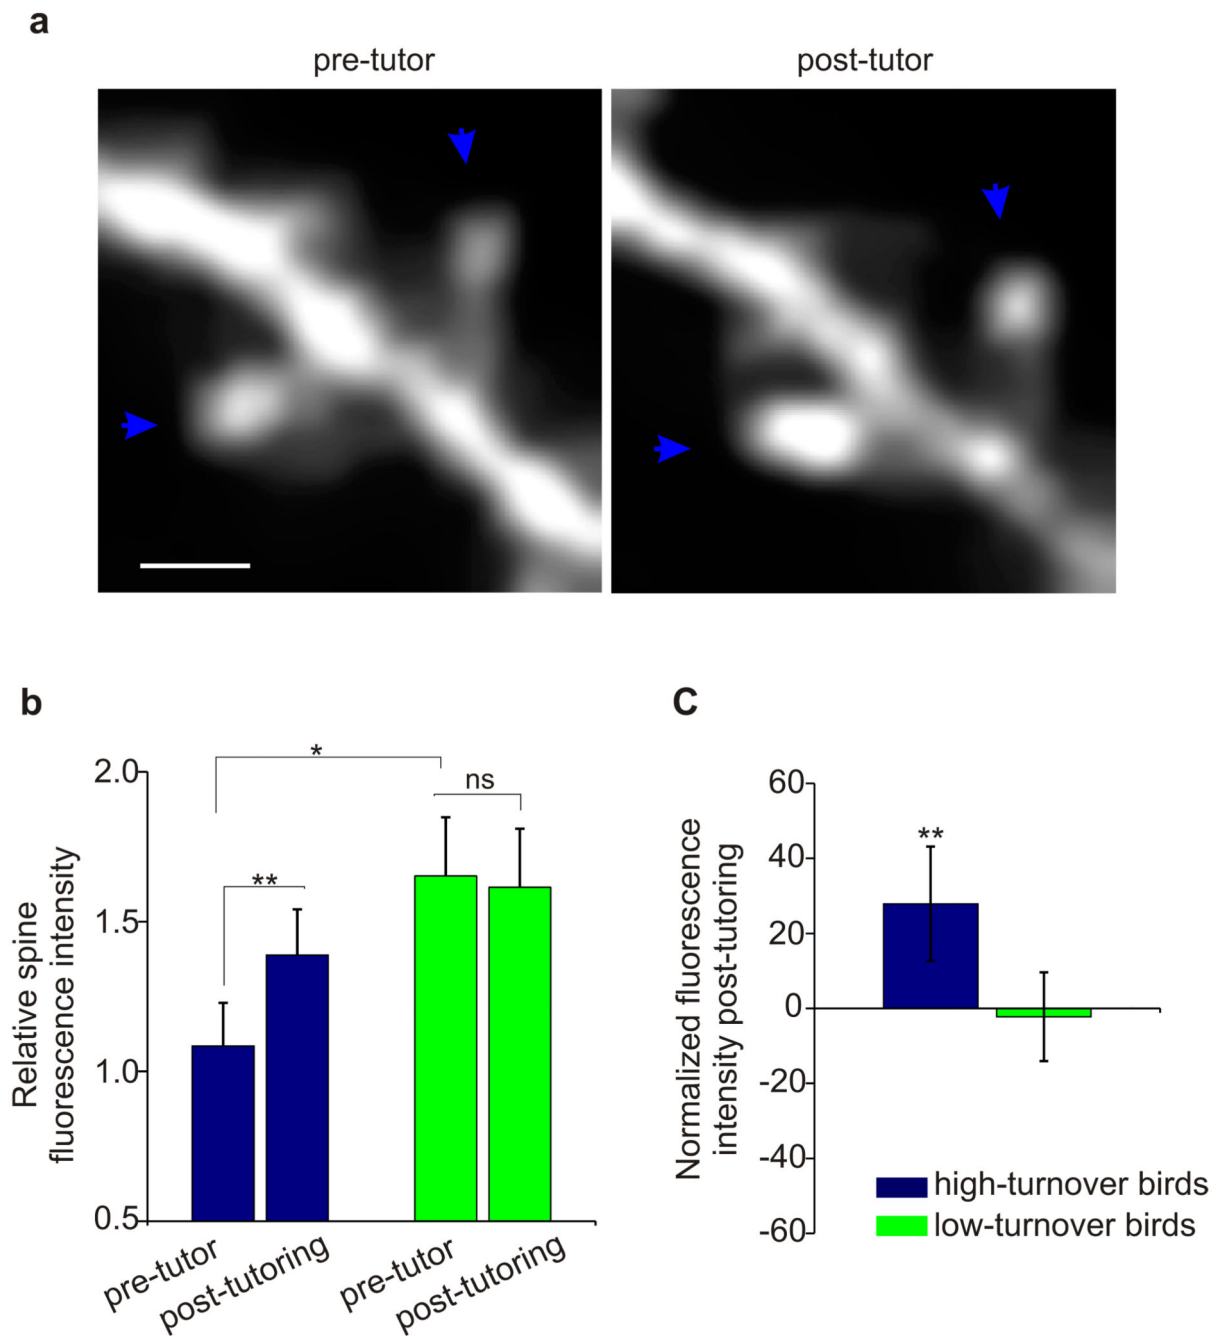 a
pre-tutor
post-tutor
b
Relative spine
fluorescence intensity
2.0
1.5
1.0
0.5
*
**
ns
pre-tutor
post-tutoring
pre-tutor
post-tutoring
C
Normalized fluorescence
intensity post-tutoring
60
40
20
0
-20
-40
-60
**
high-turnover birds
low-turnover birds